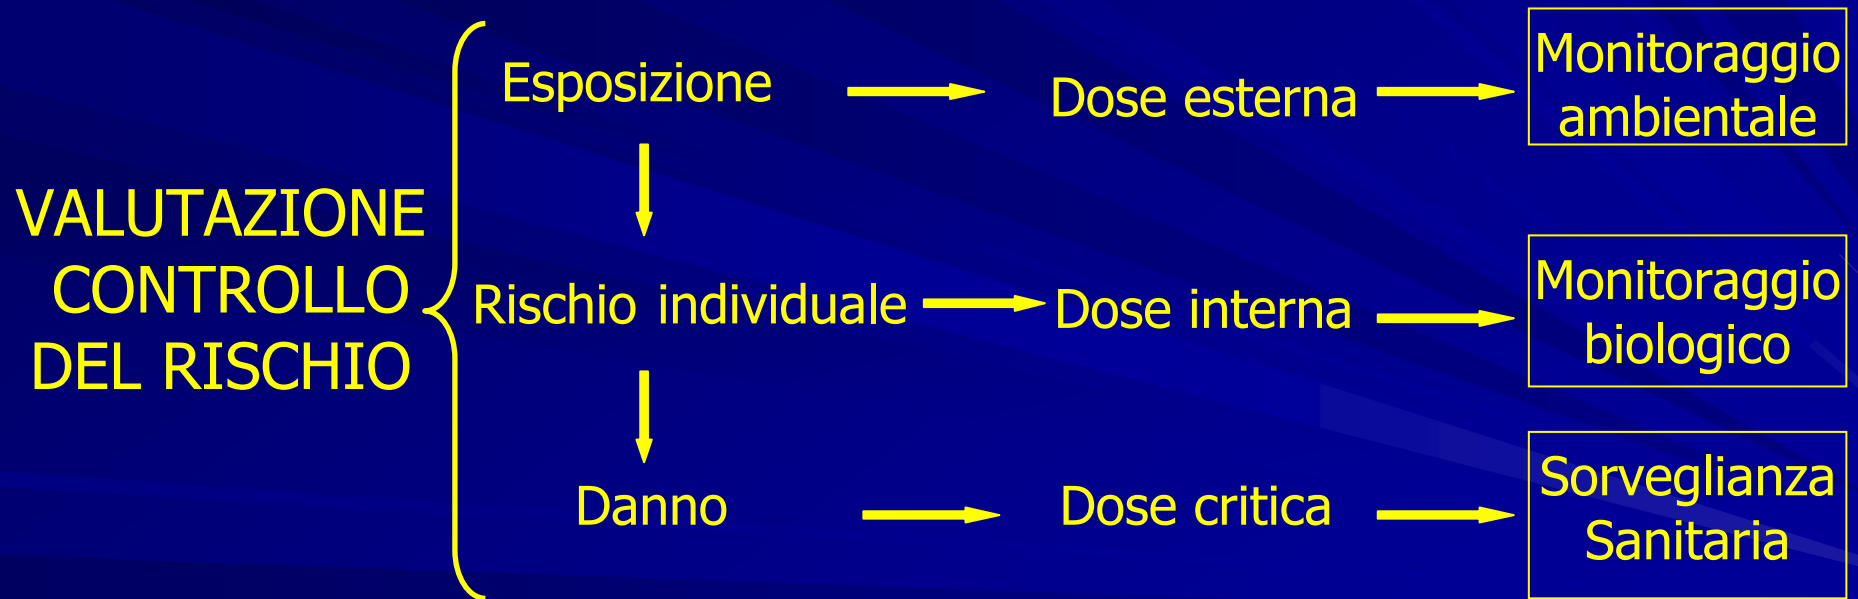 VALUTAZIONE
CONTROLLO
DEL RISCHIO
Esposizione
Dose esterna
Monitoraggio
ambientale
Rischio individuale
Dose interna
Monitoraggio
biologico
Danno
Dose critica
Sorveglianza
Sanitaria